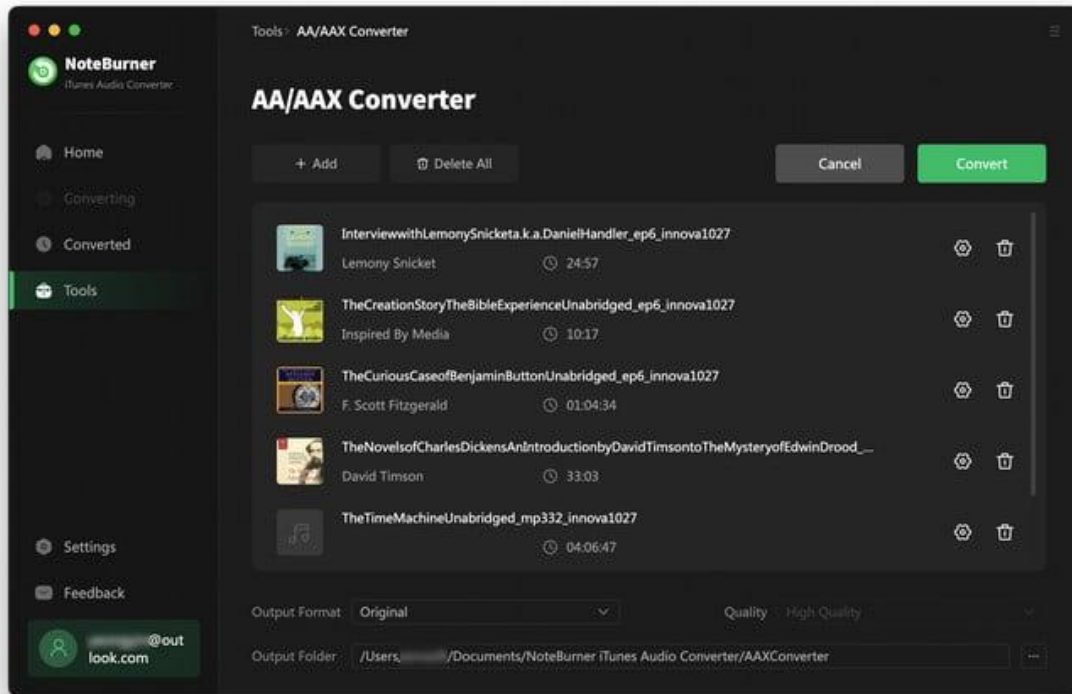 Tools> AA/AAX Converter
NoteBurner
iTunes Audio Converter
AA/AAX Converter
Home
Converting
Converted
Tools
Settings
Feedback
@out
look.com
+ Add
Delete All
Cancel
Convert
InterviewwithLemonySnicketa.k.a.DanielHandler_ep6_innova1027
Lemony Snicket 24:57
TheCreationStoryTheBibleExperienceUnabridged_ep6_innova1027
Inspired By Media 10:17
TheCuriousCaseofBenjaminButtonUnabridged_ep6_innova1027
F. Scott Fitzgerald 01:04:34
TheNovelsofCharlesDickensAnIntroductionbyDavidTimsontoTheMysteryofEdwinDrood_...
David Timson 33:03
TheTimeMachineUnabridged_mp332_innova1027
04:06:47
Output Format Original Quality High Quality
Output Folder /Users/ /Documents/NoteBurner iTunes Audio Converter/AAXConverter ...